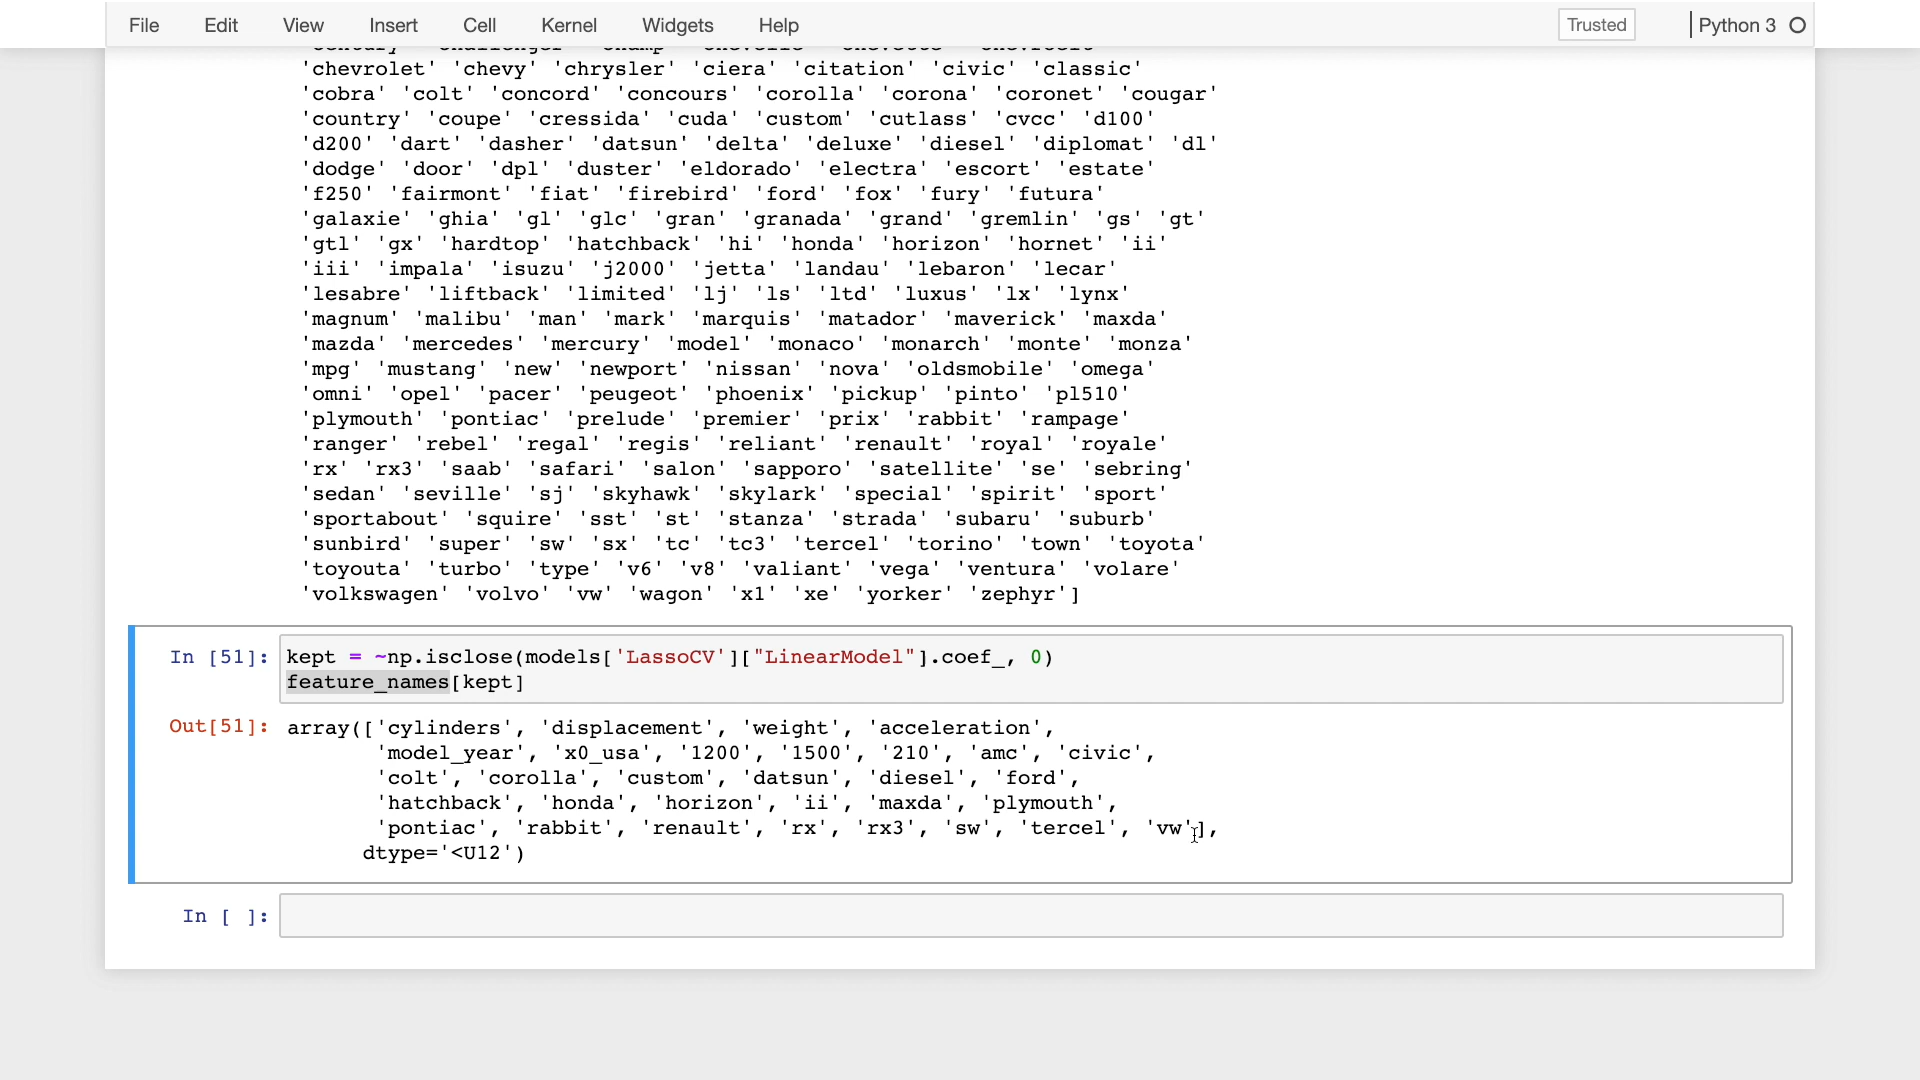 File Edit View Insert Cell Kernel Widgets Help Trusted Python 3
'chevrolet' 'chevy' 'chrysler' 'ciera' 'citation' 'civic' 'classic'
'cobra' 'colt' 'concord' 'concours' 'corolla' 'corona' 'coronet' 'cougar'
'country' 'coupe' 'cressida' 'cuda' 'custom' 'cutlass' 'cvcc' 'd100'
'd200' 'dart' 'dasher' 'datsun' 'delta' 'deluxe' 'diesel' 'diplomat' 'dl'
'dodge' 'door' 'dpl' 'duster' 'eldorado' 'electra' 'escort' 'estate'
'f250' 'fairmont' 'fiat' 'firebird' 'ford' 'fox' 'fury' 'futura'
'galaxie' 'ghia' 'gl' 'glc' 'gran' 'granada' 'grand' 'gremlin' 'gs' 'gt'
'gtl' 'gx' 'hardtop' 'hatchback' 'hi' 'honda' 'horizon' 'hornet' 'ii'
'iii' 'impala' 'isuzu' 'j2000' 'jetta' 'landau' 'lebaron' 'lecar'
'lesabre' 'liftback' 'limited' 'lj' 'ls' 'ltd' 'luxus' 'lx' 'lynx'
'magnum' 'malibu' 'man' 'mark' 'marquis' 'matador' 'maverick' 'maxda'
'mazda' 'mercedes' 'mercury' 'model' 'monaco' 'monarch' 'monte' 'monza'
'mpg' 'mustang' 'new' 'newport' 'nissan' 'nova' 'oldsmobile' 'omega'
'omni' 'opel' 'pacer' 'peugeot' 'phoenix' 'pickup' 'pinto' 'pl510'
'plymouth' 'pontiac' 'prelude' 'premier' 'prix' 'rabbit' 'rampage'
'ranger' 'rebel' 'regal' 'regis' 'reliant' 'renault' 'royal' 'royale'
'rx' 'rx3' 'saab' 'safari' 'salon' 'sapporo' 'satellite' 'se' 'sebring'
'sedan' 'seville' 'sj' 'skyhawk' 'skylark' 'special' 'spirit' 'sport'
'sportabout' 'squire' 'sst' 'st' 'stanza' 'strada' 'subaru' 'suburb'
'sunbird' 'super' 'sw' 'sx' 'tc' 'tc3' 'tercel' 'torino' 'town' 'toyota'
'toyouta' 'turbo' 'type' 'v6' 'v8' 'valiant' 'vega' 'ventura' 'volare'
'volkswagen' 'volvo' 'vw' 'wagon' 'x1' 'xe' 'yorker' 'zephyr']
In [51]: kept = ~np.isclose(models['LassoCV']["LinearModel"].coef_, 0)
feature_names[kept]
Out[51]: array(['cylinders', 'displacement', 'weight', 'acceleration',
'model_year', 'x0_usa', '1200', '1500', '210', 'amc', 'civic',
'colt', 'corolla', 'custom', 'datsun', 'diesel', 'ford',
'hatchback', 'honda', 'horizon', 'ii', 'maxda', 'plymouth',
'pontiac', 'rabbit', 'renault', 'rx', 'rx3', 'sw', 'tercel', 'vw'],
dtype='<U12')
In [ ]: